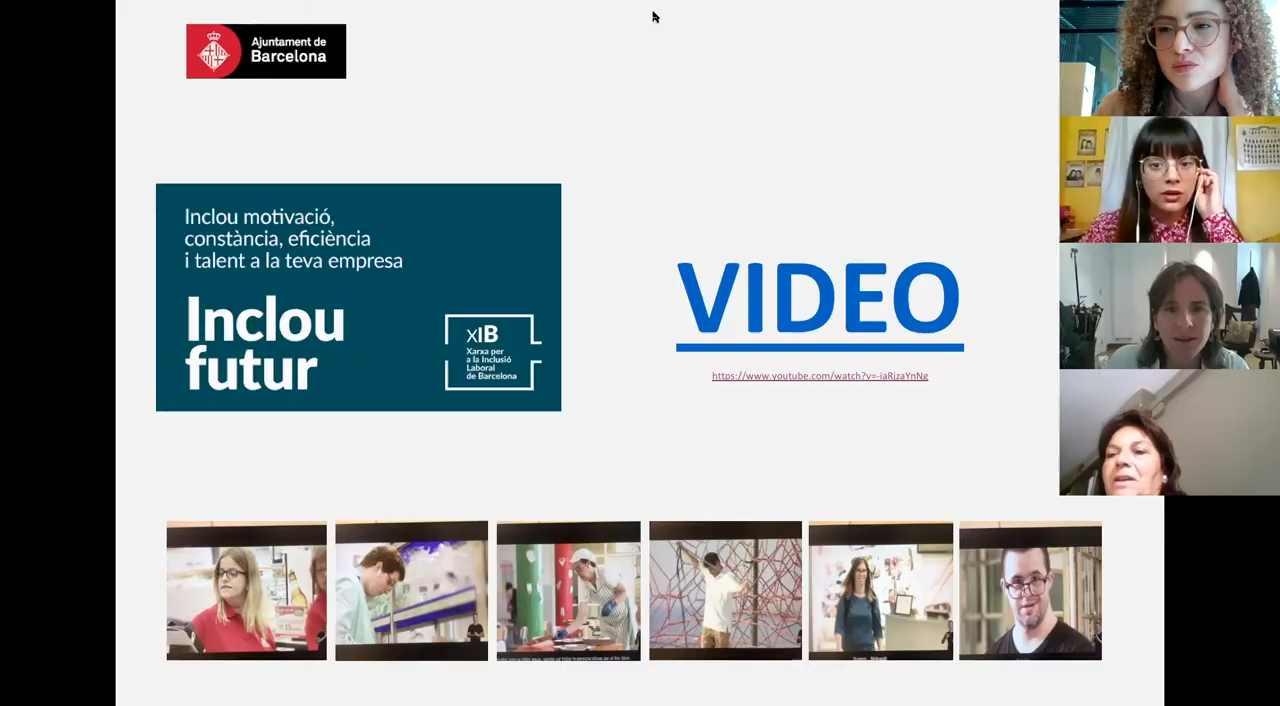 Ajuntament de
Barcelona
Inclou motivació,
constància, eficiència
i talent a la teva empresa
Inclou
futur
xIB
Xarxa per
a la Inclusió
Laboral
de Barcelona
VIDEO
https://www.youtube.com/watch?v=-iaRjzaYnNg